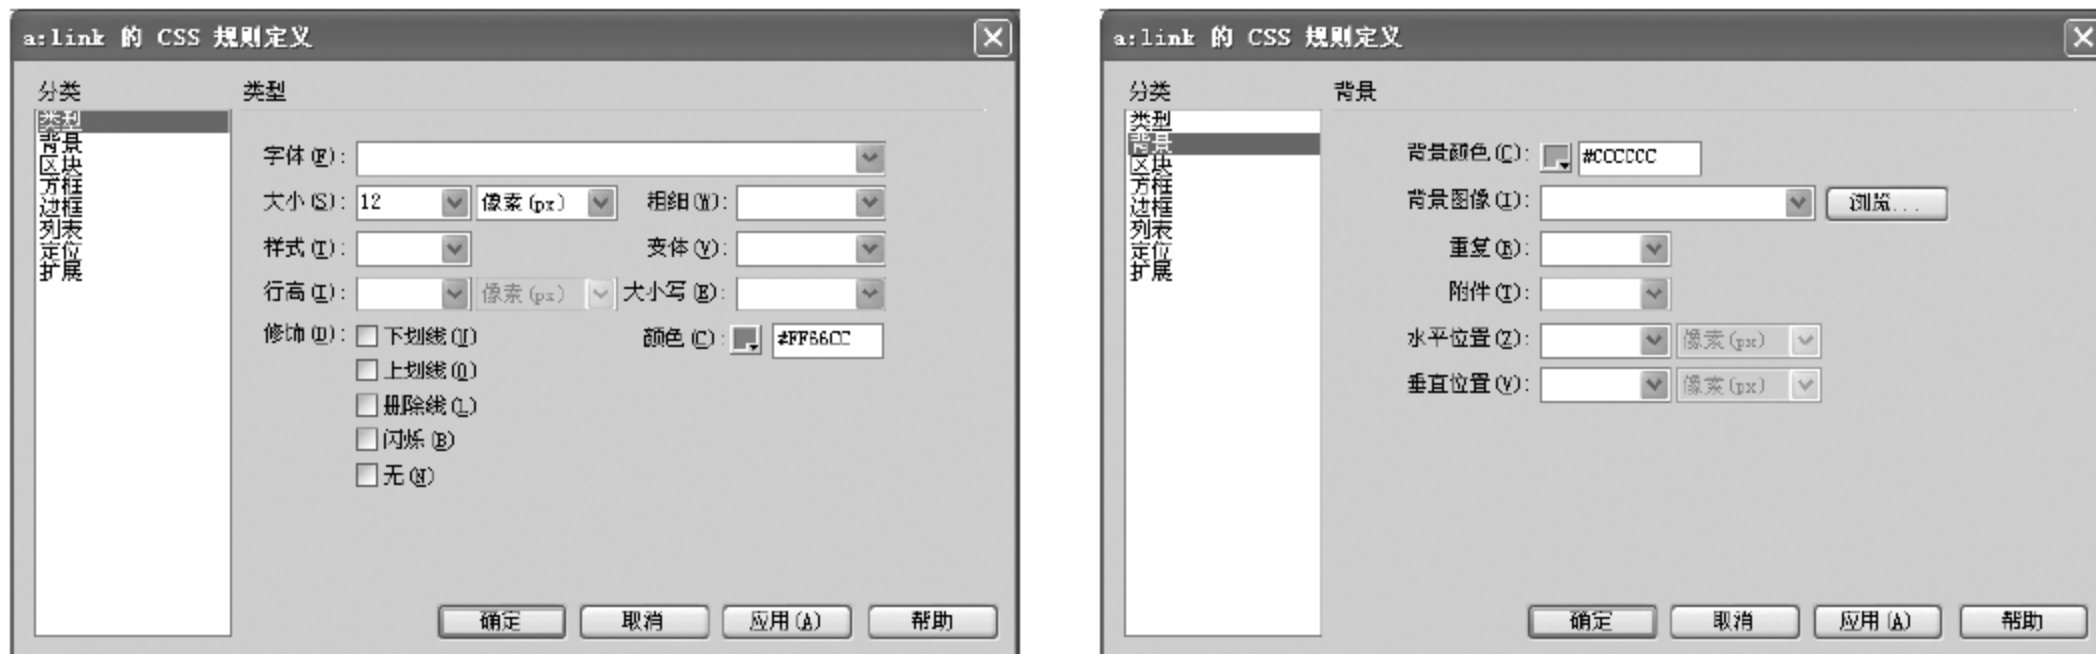 a:link 的 CSS 规则定义
分类
类型
背景
区块
方框
边框
列表
定位
扩展
类型
字体(F):
大小(S): 12 像素(px) 粗细(W):
样式(T): 变体(V):
行高(I): 像素(px) 大小写(E):
修饰(D): 下划线(U) 颜色(C): #FF66CC
上划线(O)
删除线(L)
闪烁(B)
无(N)
确定 取消 应用(A) 帮助
a:link 的 CSS 规则定义
分类
类型
背景
区块
方框
边框
列表
定位
扩展
背景
背景颜色(C): #CCCCCC
背景图像(I): 浏览...
重复(R):
附件(T):
水平位置(Z): 像素(px)
垂直位置(V): 像素(px)
确定 取消 应用(A) 帮助